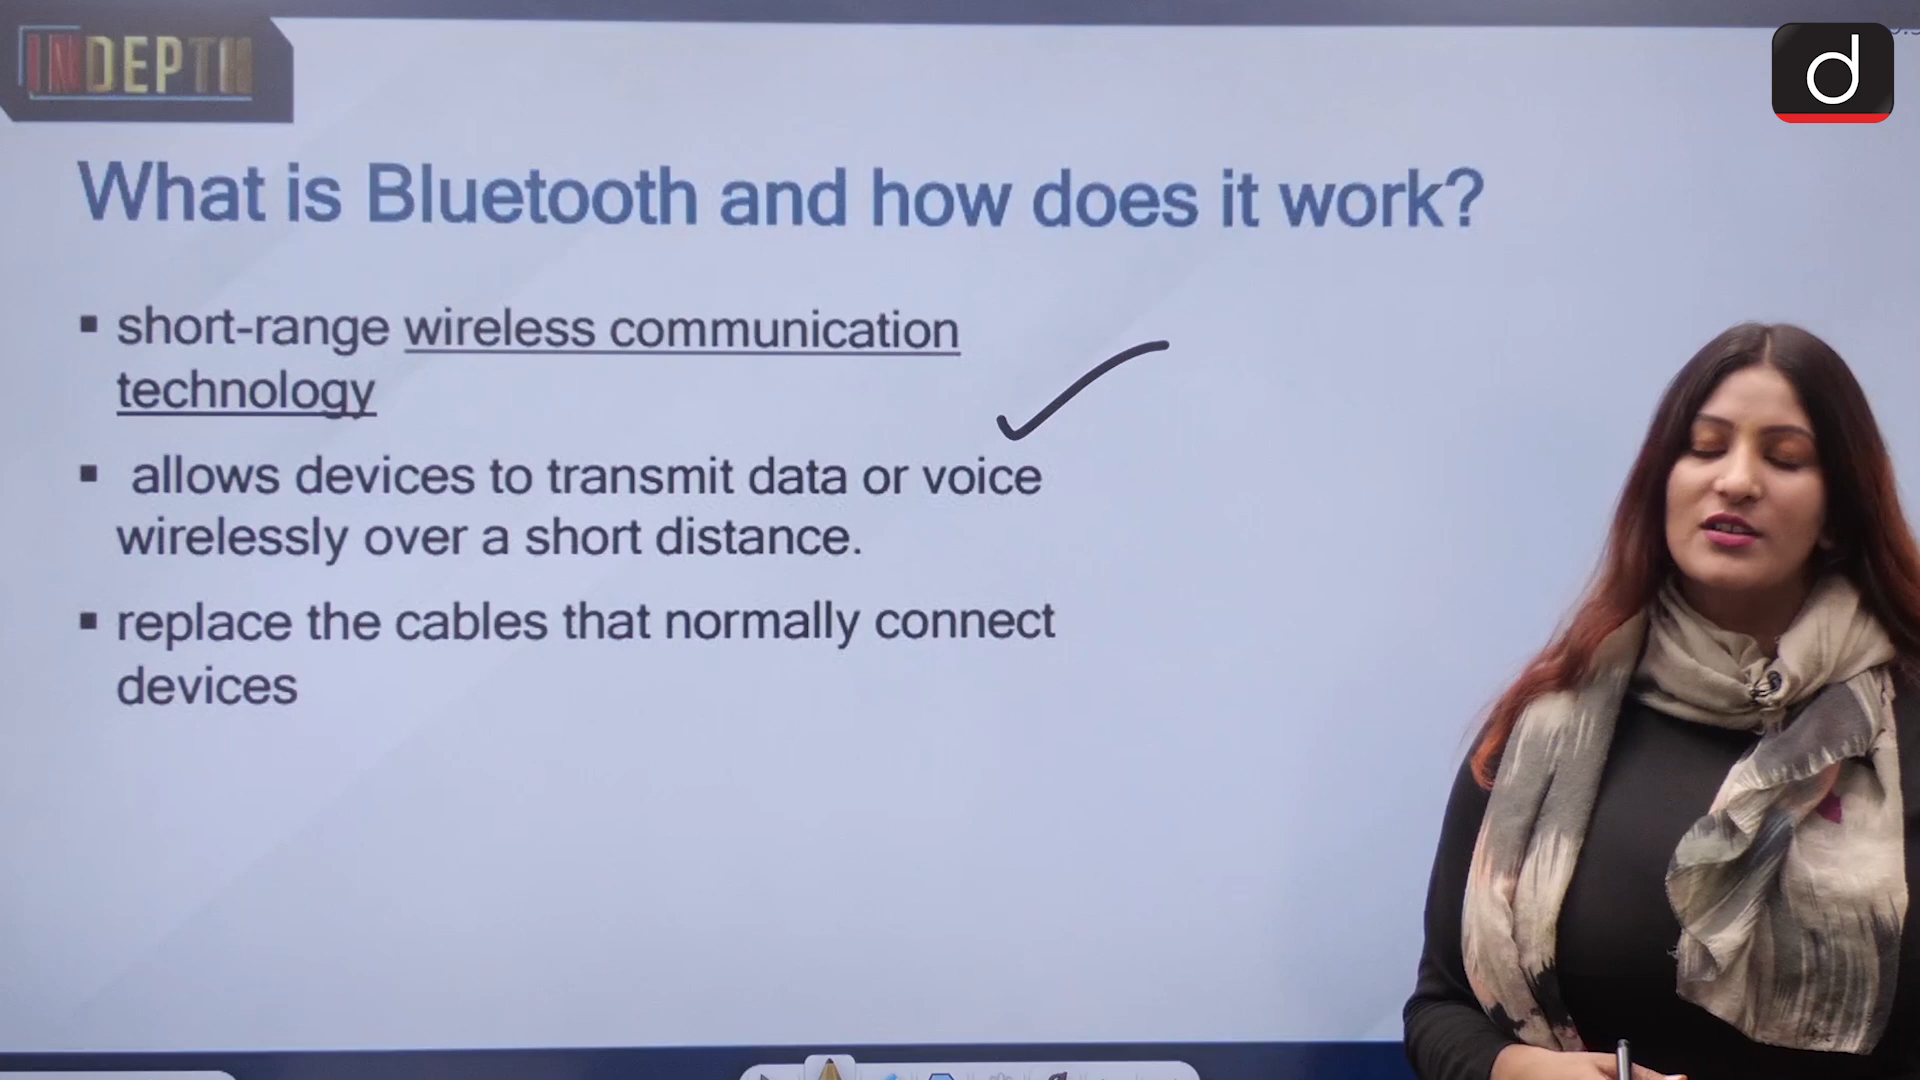 INDEPTH
d
What is Bluetooth and how does it work?
▪ short-range wireless communication
technology
▪ allows devices to transmit data or voice
wirelessly over a short distance.
▪ replace the cables that normally connect
devices